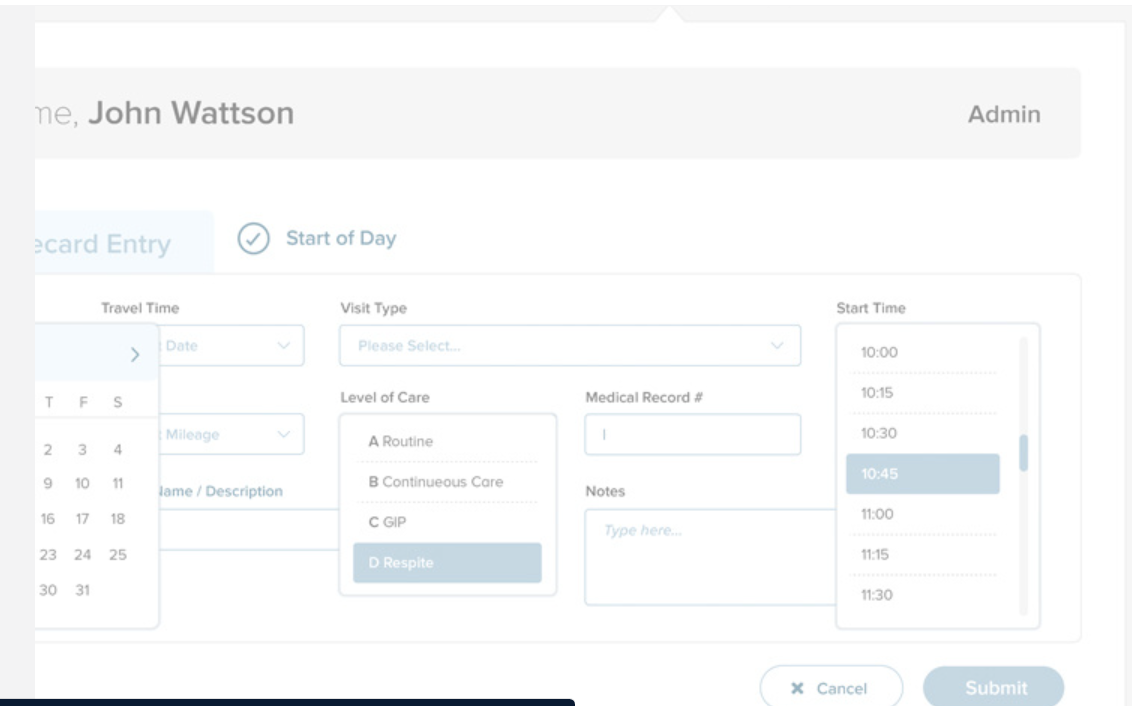 me, John Wattson
Admin
ecard Entry
Start of Day
Travel Time
Visit Type
Start Time
Date
Please Select...
10:00
T F S
Level of Care
Medical Record #
10:15
Mileage
A Routine
I
10:30
2 3 4
B Continueous Care
10:45
9 10 11
Name / Description
Notes
16 17 18
C GIP
Type here...
11:00
23 24 25
D Respite
11:15
30 31
11:30
Cancel
Submit